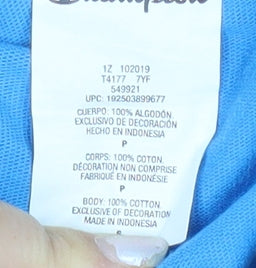 Champion
1Z 102019
T4177 7YF
549921
UPC: 192503899677
CUERPO: 100% ALGODÓN
EXCLUSIVO DE DECORACIÓN
HECHO EN INDONESIA
P
CORPS: 100% COTON
DÉCORATION NON COMPRISE
FABRIQUÉ EN INDONÉSIE
P
BODY: 100% COTTON
EXCLUSIVE OF DECORATION
MADE IN INDONESIA
S